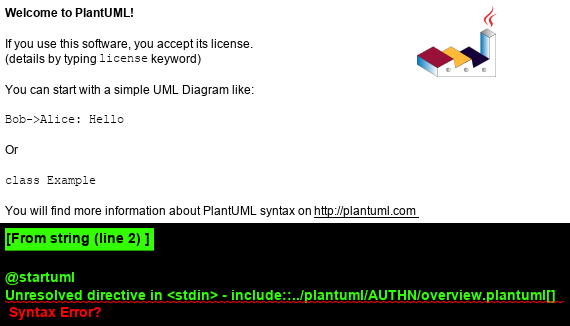 Welcome to PlantUML!
If you use this software, you accept its license.
(details by typing license keyword)
You can start with a simple UML Diagram like:
Bob->Alice: Hello
Or
class Example
You will find more information about PlantUML syntax on http://plantuml.com
[From string (line 2) ]
@startuml
Unresolved directive in <stdin> - include::../plantuml/AUTHN/overview.plantuml[]
Syntax Error?